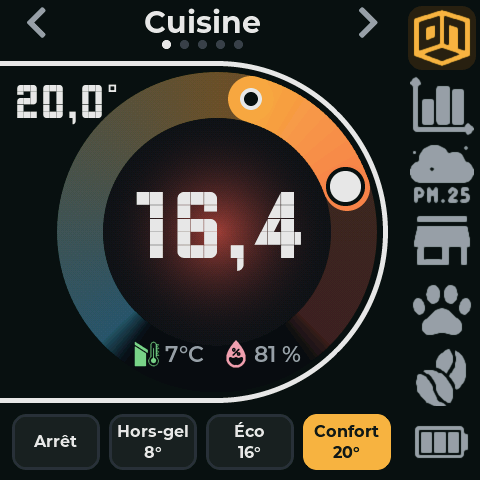 Cuisine
20,0°
16,4
7°C
% 81 %
PM.25
Arrêt
Hors-gel
8°
Éco
16°
Confort
20°